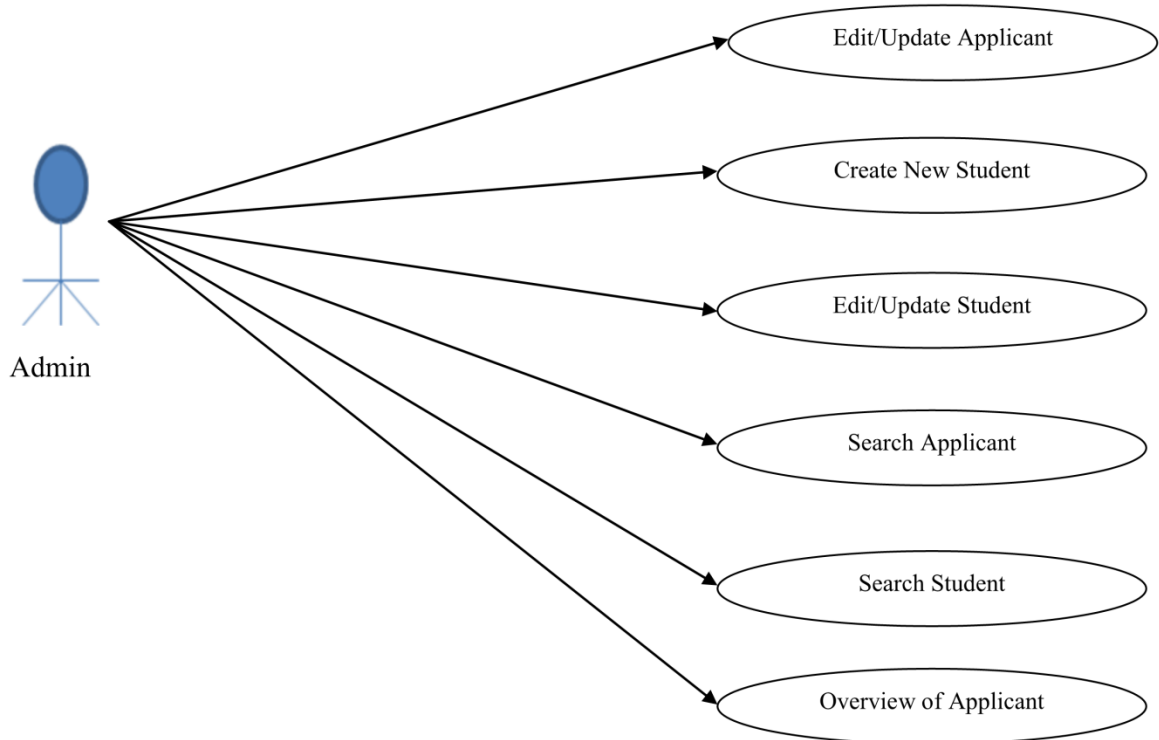 Edit/Update Applicant
Create New Student
Edit/Update Student
Admin
Search Applicant
Search Student
Overview of Applicant